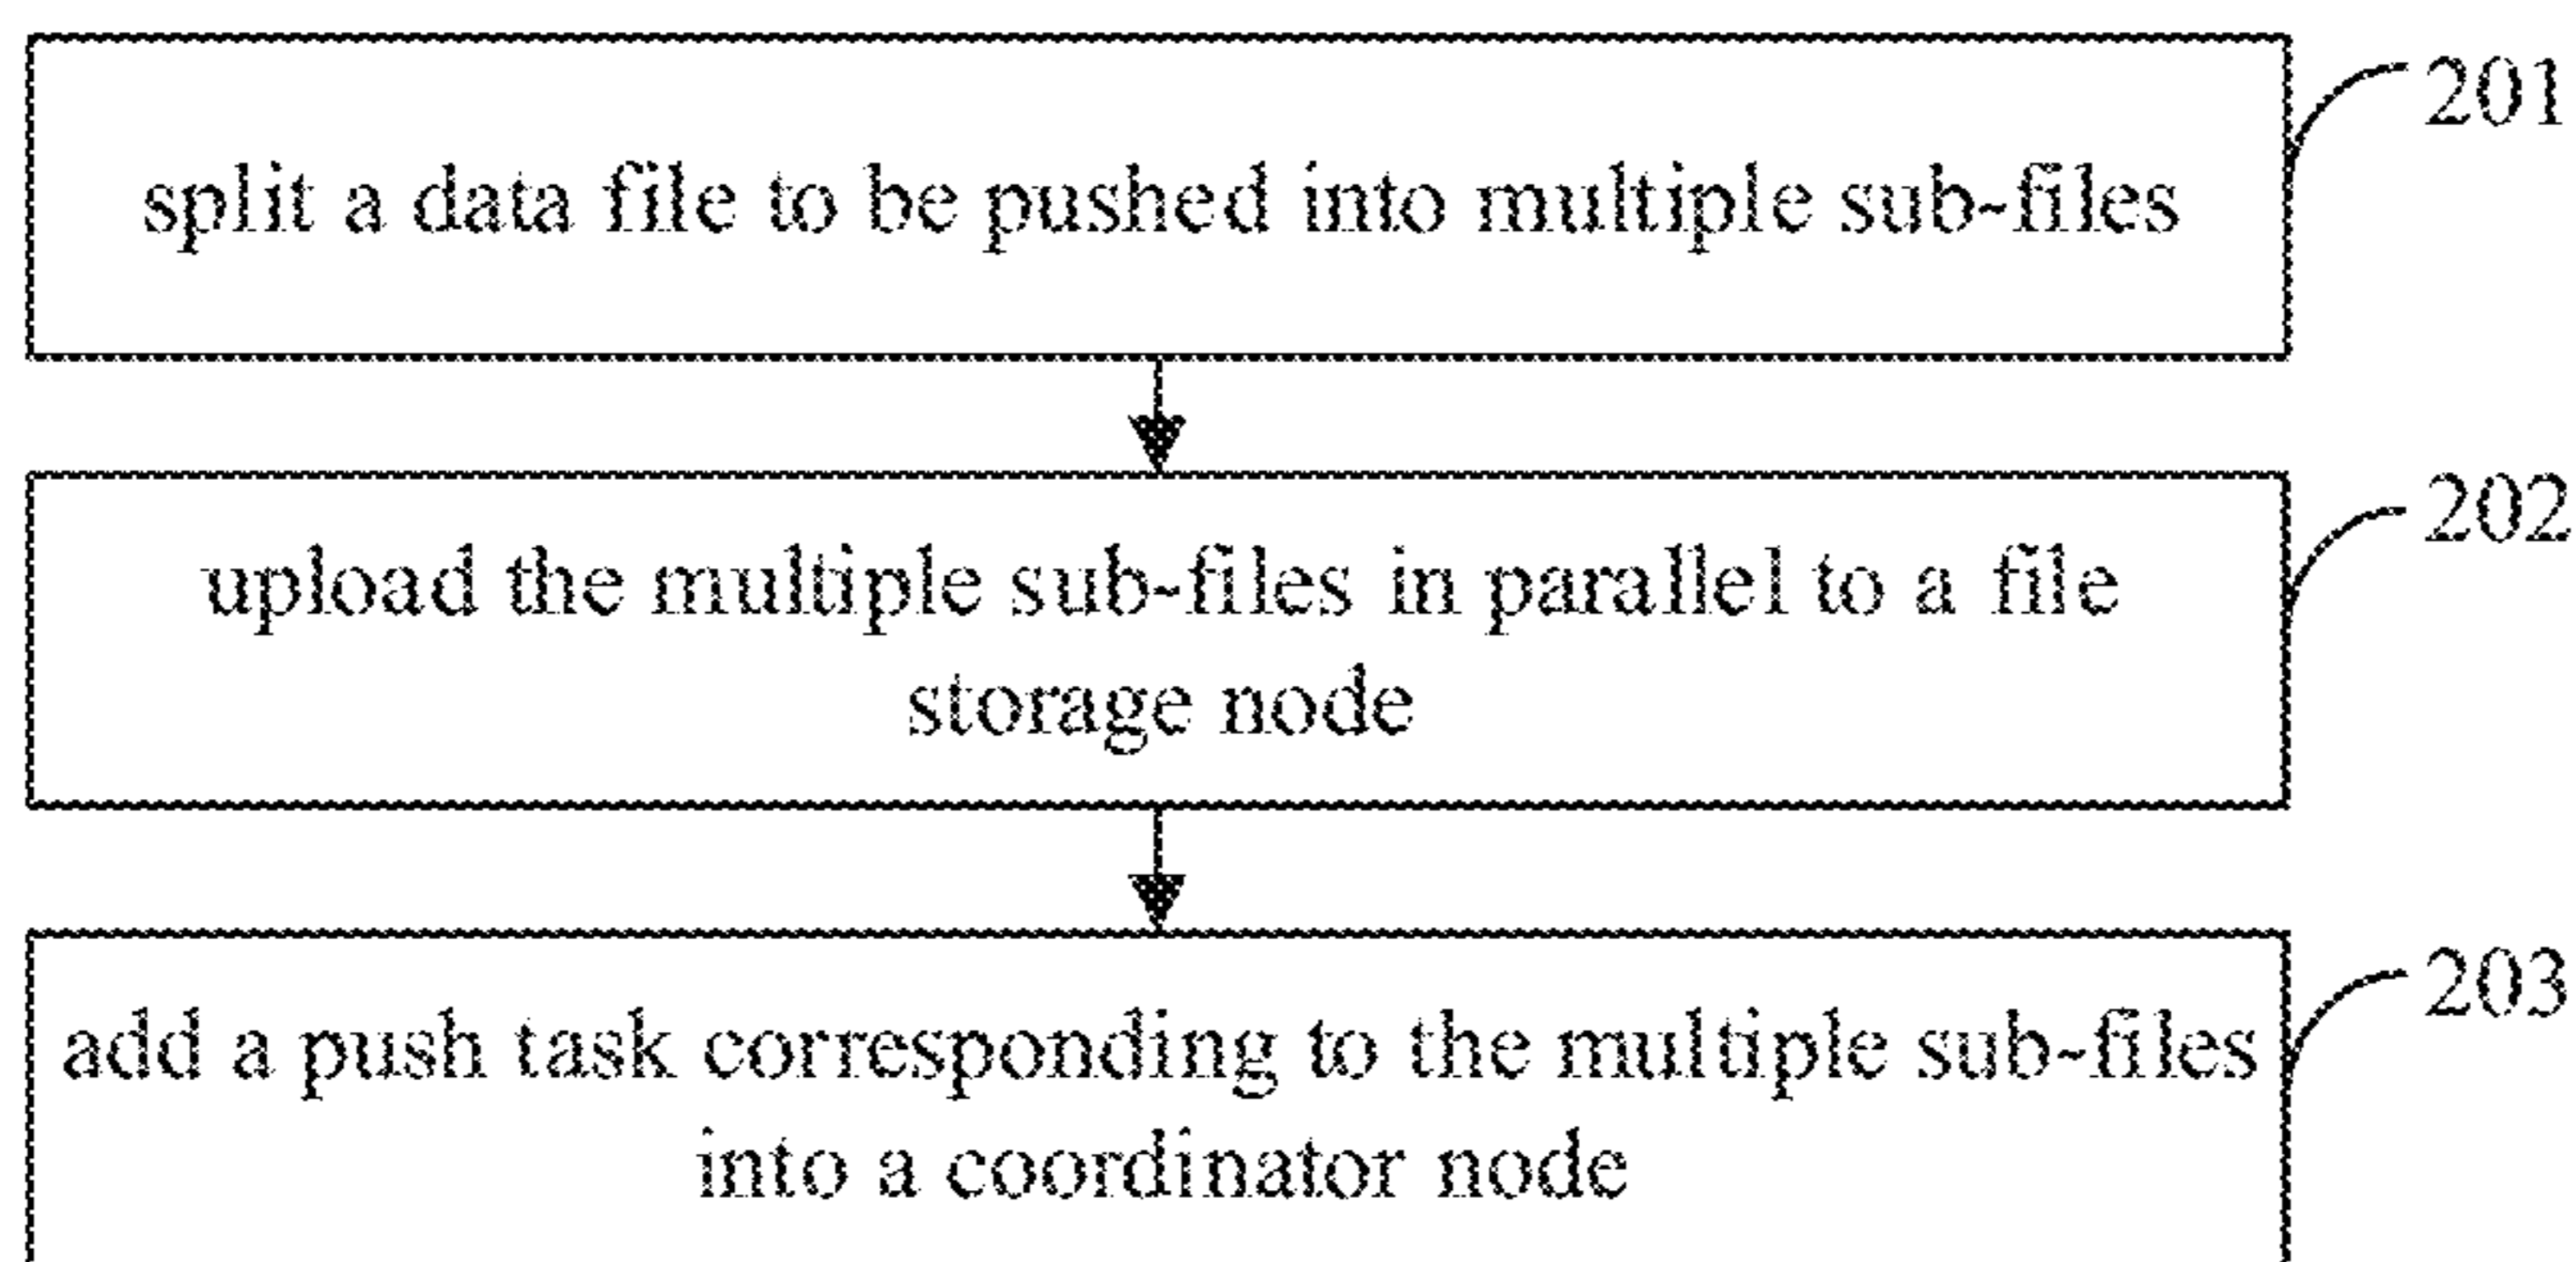 201
split a data file to be pushed into multiple sub-files
202
upload the multiple sub-files in parallel to a file
storage node
203
add a push task corresponding to the multiple sub-files
into a coordinator node